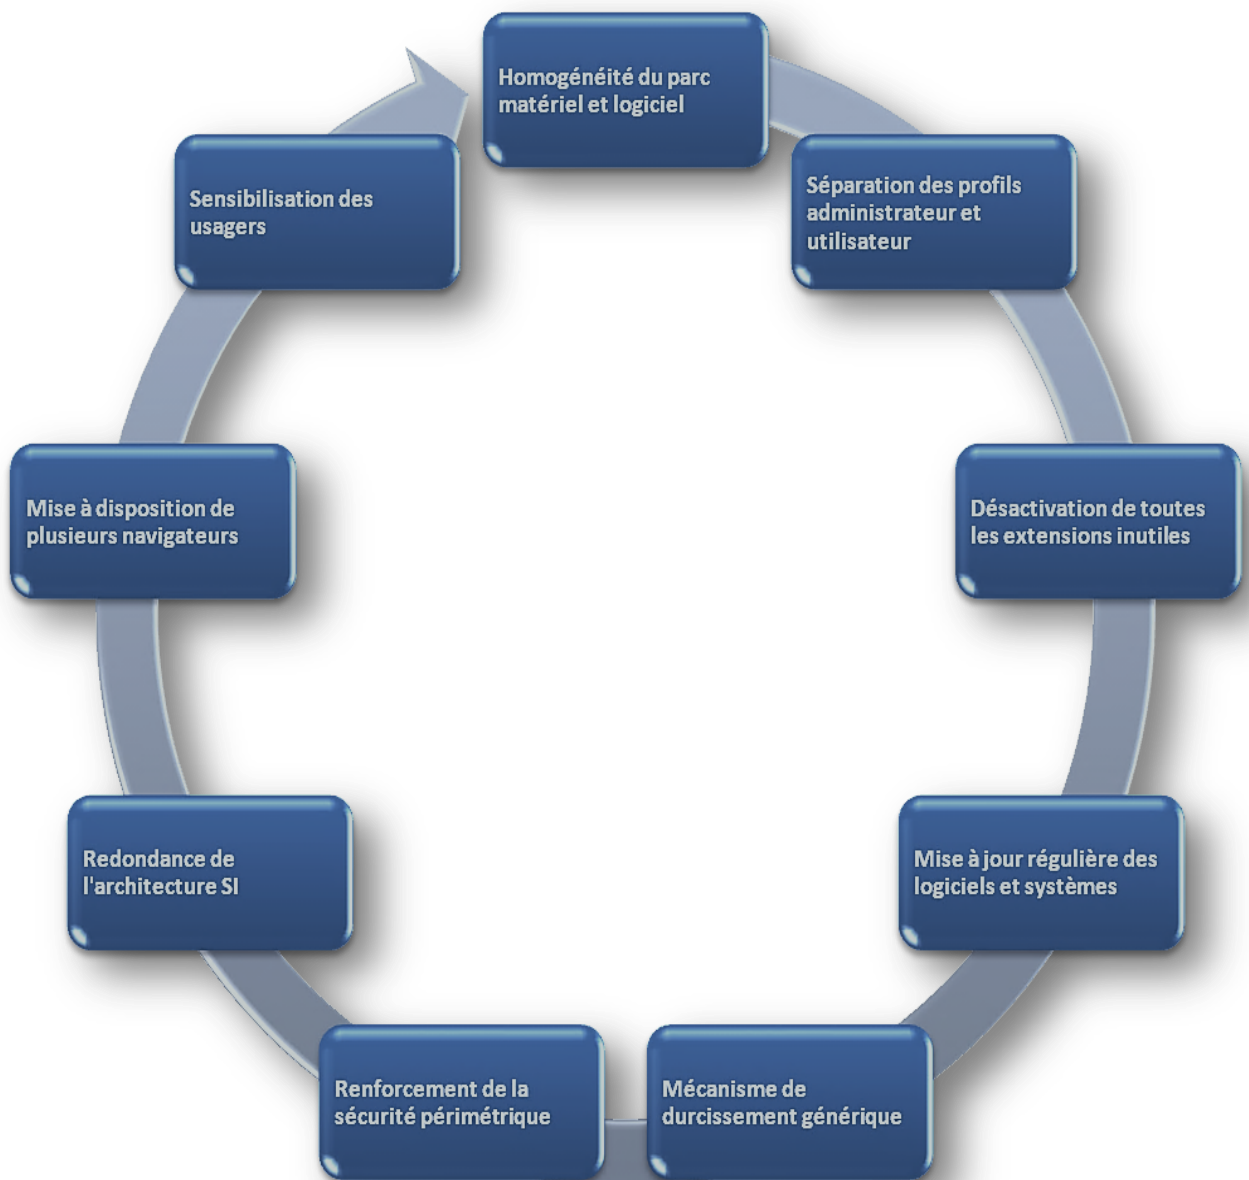 Homogénéité du parc
matériel et logiciel
Séparation des profils
administrateur et
utilisateur
Désactivation de toutes
les extensions inutiles
Mise à jour régulière des
logiciels et systèmes
Mécanisme de
durcissement générique
Renforcement de la
sécurité périmétrique
Redondance de
l'architecture SI
Mise à disposition de
plusieurs navigateurs
Sensibilisation des
usagers